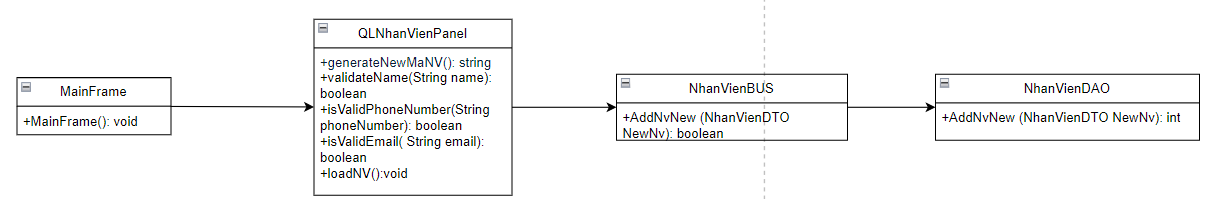 MainFrame
+MainFrame(): void
QLNhanVienPanel
+generateNewMaNV(): string
+validateName(String name):
boolean
+isValidPhoneNumber(String
phoneNumber): boolean
+isValidEmail( String email):
boolean
+loadNV():void
NhanVienBUS
+AddNvNew (NhanVienDTO
NewNv): boolean
NhanVienDAO
+AddNvNew (NhanVienDTO NewNv): int